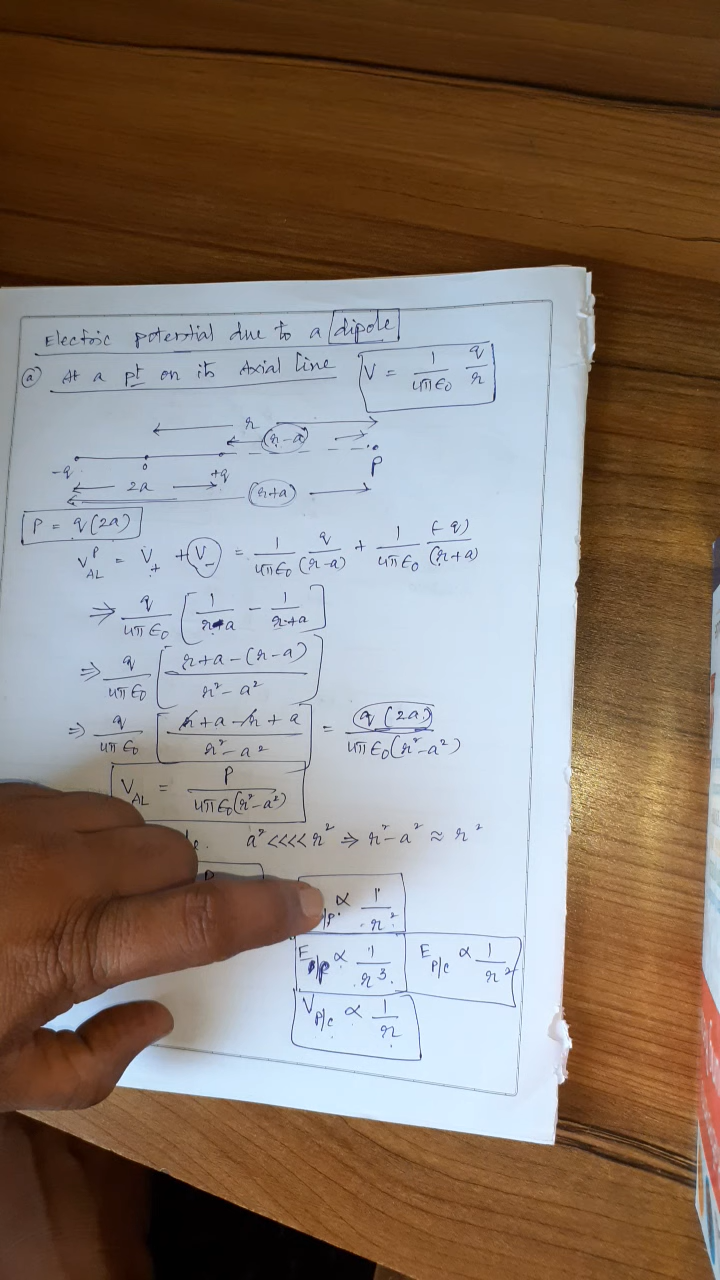 Electric potential due to a dipole
(a) At a pt on its Axial line V = 1/4πε₀ q/r
r
(r-a)
-q o +q P
2a (r+a)
P = q(2a)
V^P_AL = V₊ + V₋ = 1/4πε₀ q/(r-a) + 1/4πε₀ (-q)/(r+a)
⇒ q/4πε₀ [1/r-a - 1/r+a]
⇒ q/4πε₀ [r+a-(r-a)/r²-a²]
⇒ q/4πε₀ [r+a-r+a/r²-a²] = q(2a)/4πε₀(r²-a²)
V_AL = P/4πε₀(r²-a²)
a²<<<<r² ⇒ r²-a² ≈ r²
P
∝ 1/r²
E ∝ 1/r³ E_P/c ∝ 1/r²
V_P/c ∝ 1/r